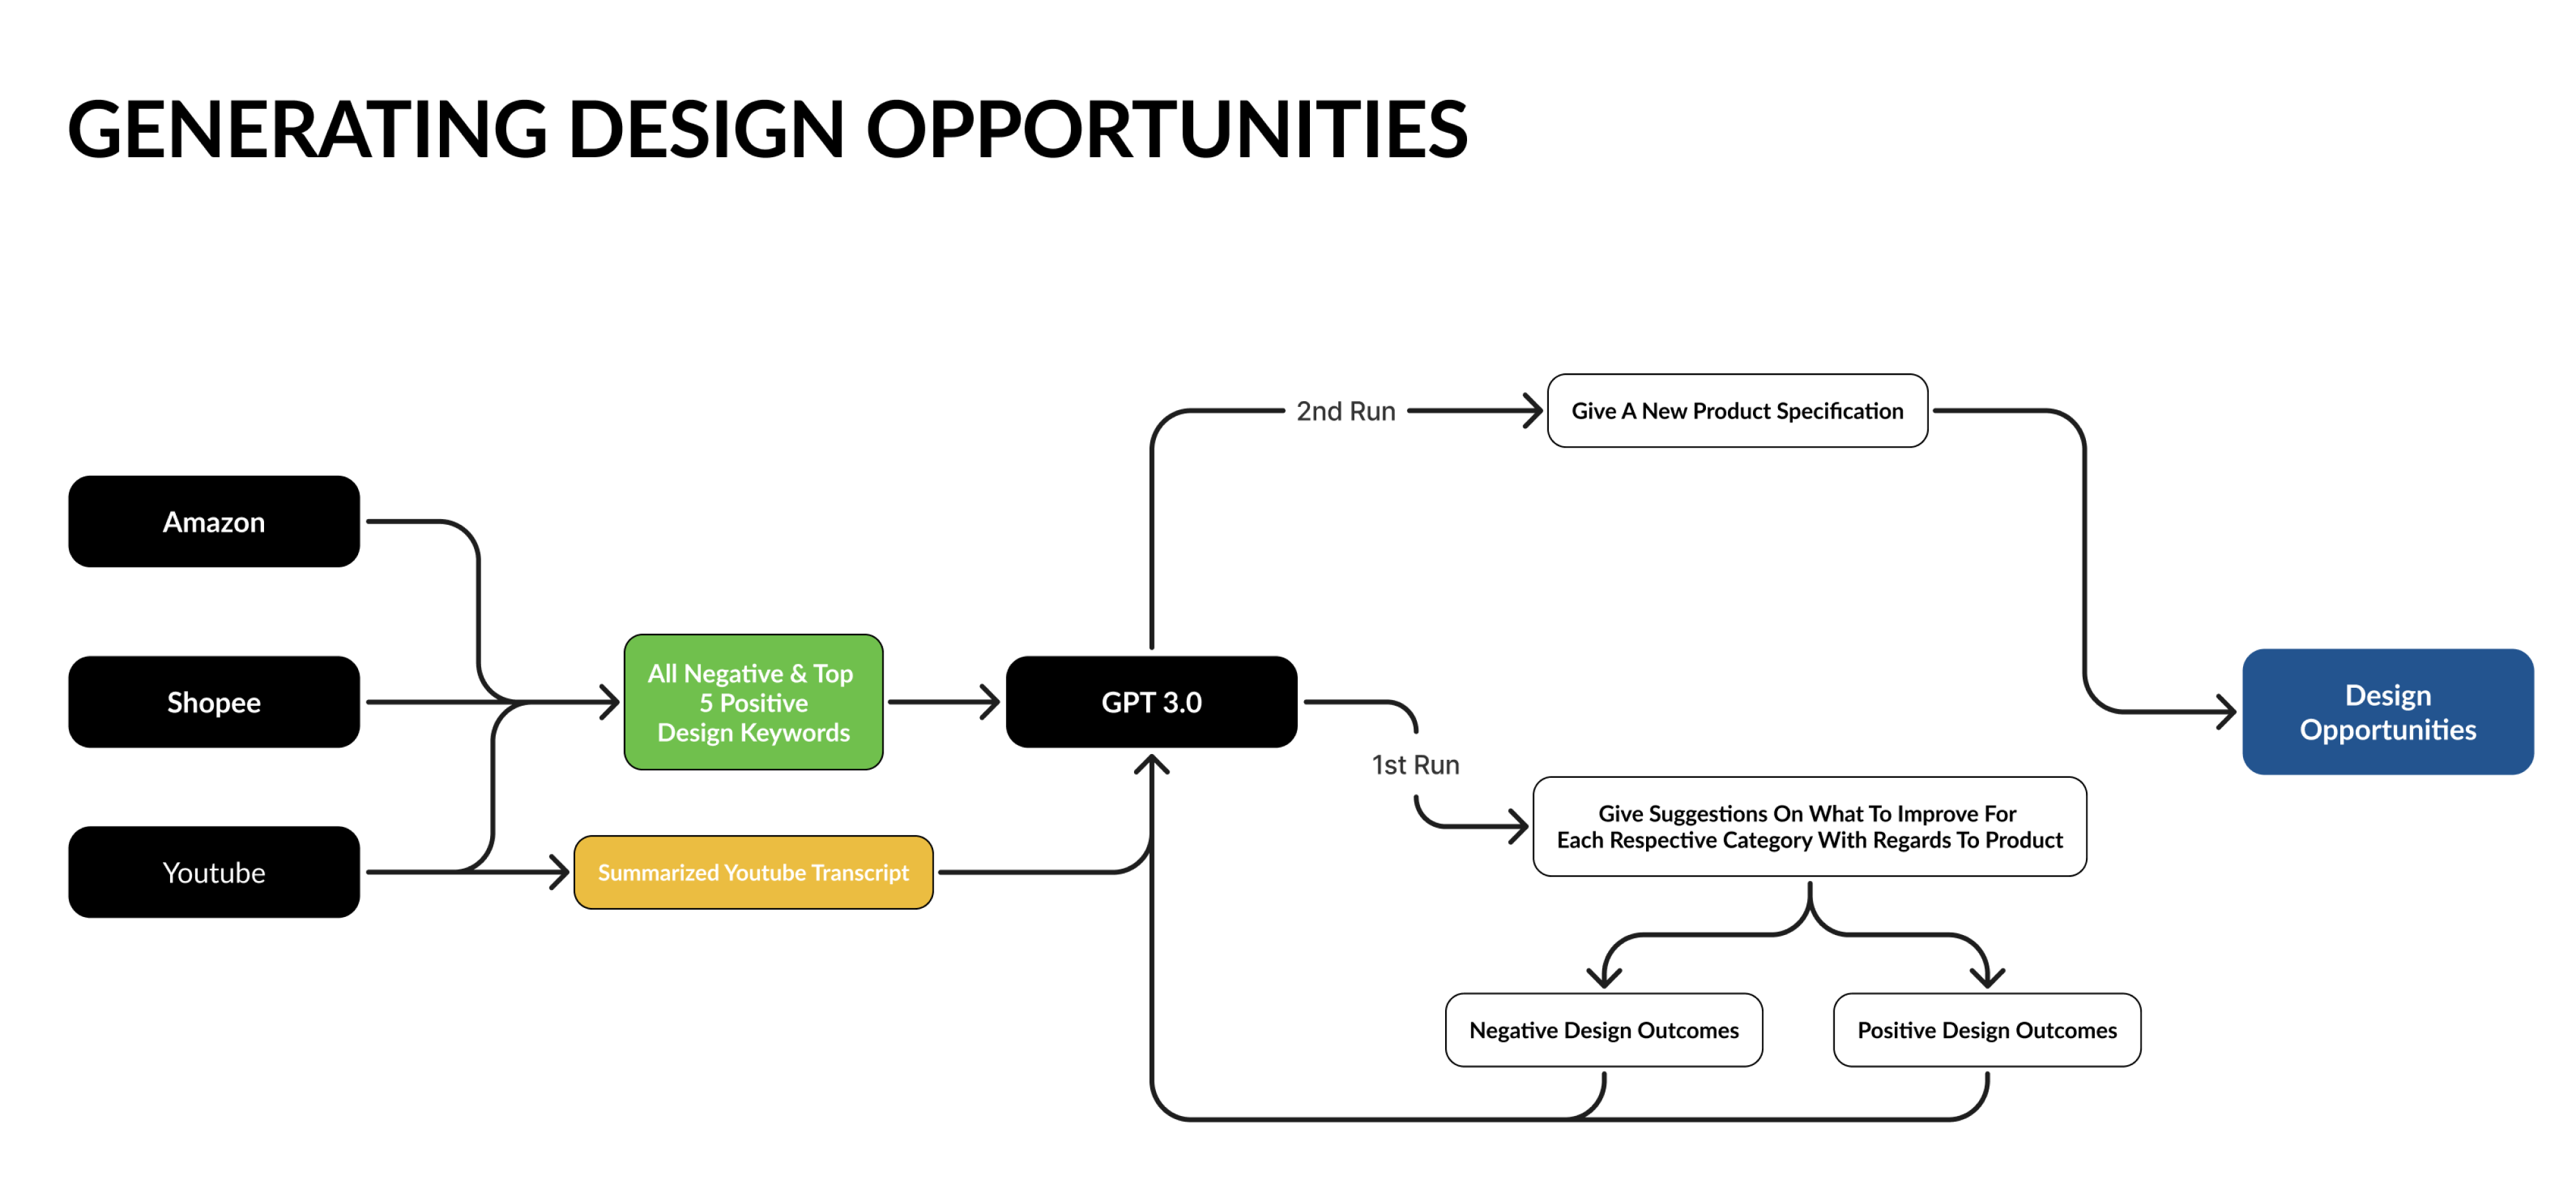 GENERATING DESIGN OPPORTUNITIES
2nd Run
Give A New Product Specification
Amazon
Shopee
Youtube
All Negative & Top
5 Positive
Design Keywords
Summarized Youtube Transcript
GPT 3.0
1st Run
Give Suggestions On What To Improve For
Each Respective Category With Regards To Product
Negative Design Outcomes
Positive Design Outcomes
Design
Opportunities